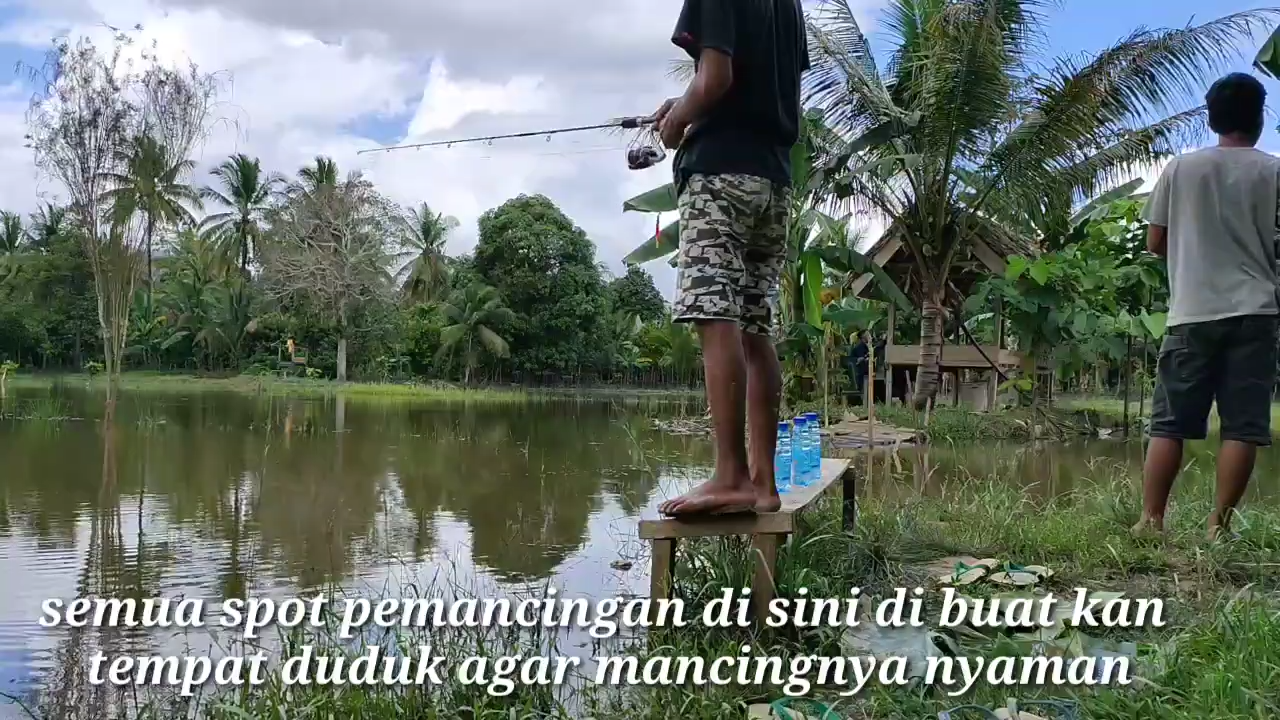 semua spot pemancingan di sini di buat kan
tempat duduk agar mancingnya nyaman